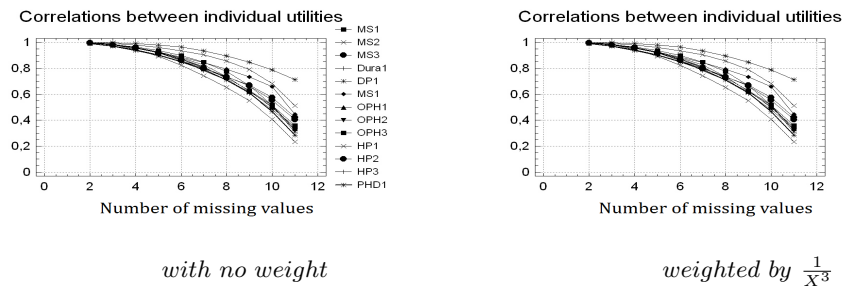 Correlations between individual utilities
1
0,8
0,6
0,4
0,2
0
0 2 4 6 8 10 12
Number of missing values
MS1
MS2
MS3
Dura1
DP1
MS1
OPH1
OPH2
OPH3
HP1
HP2
HP3
PHD1
with no weight
Correlations between individual utilities
1
0,8
0,6
0,4
0,2
0
0 2 4 6 8 10 12
Number of missing values
weighted by 1/X^3